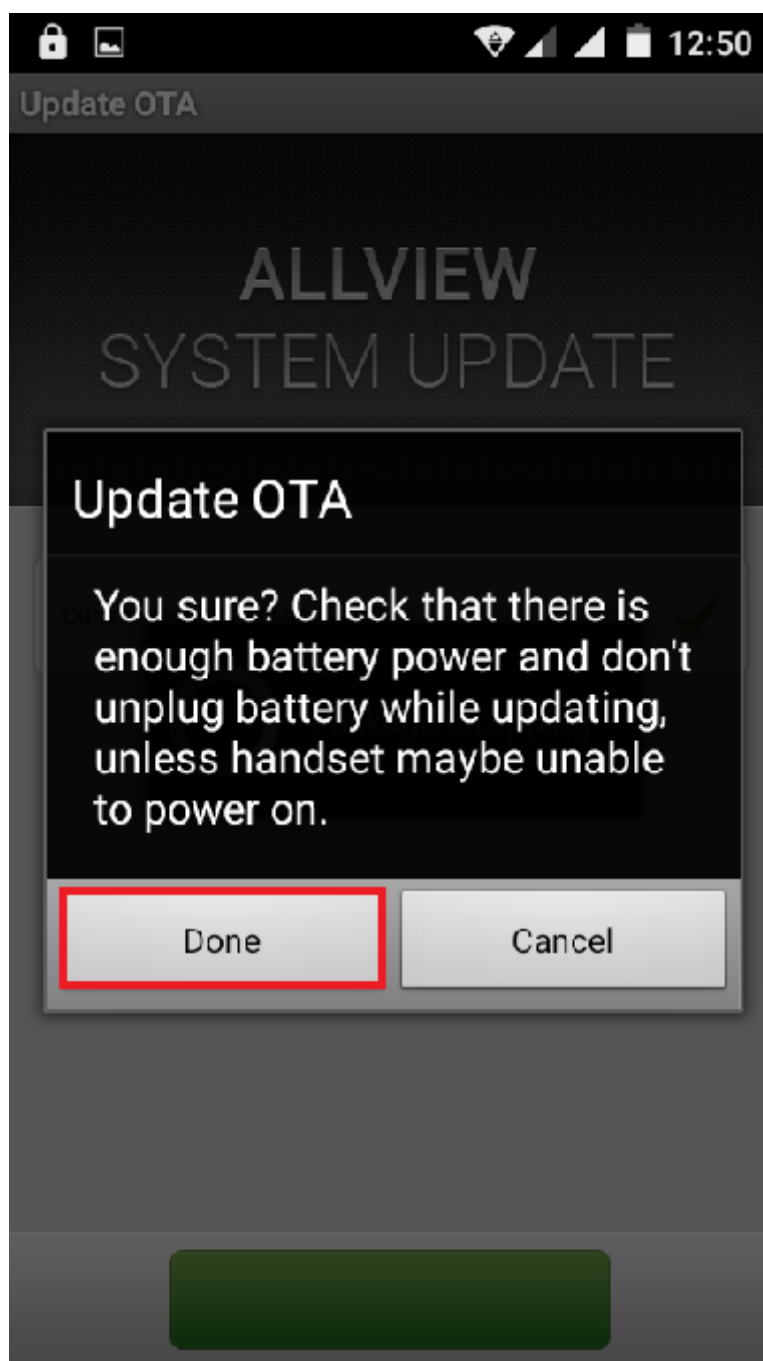 12:50
Update OTA
ALLVIEW
SYSTEM UPDATE
Update OTA
You sure? Check that there is
enough battery power and don't
unplug battery while updating,
unless handset maybe unable
to power on.
Done
Cancel